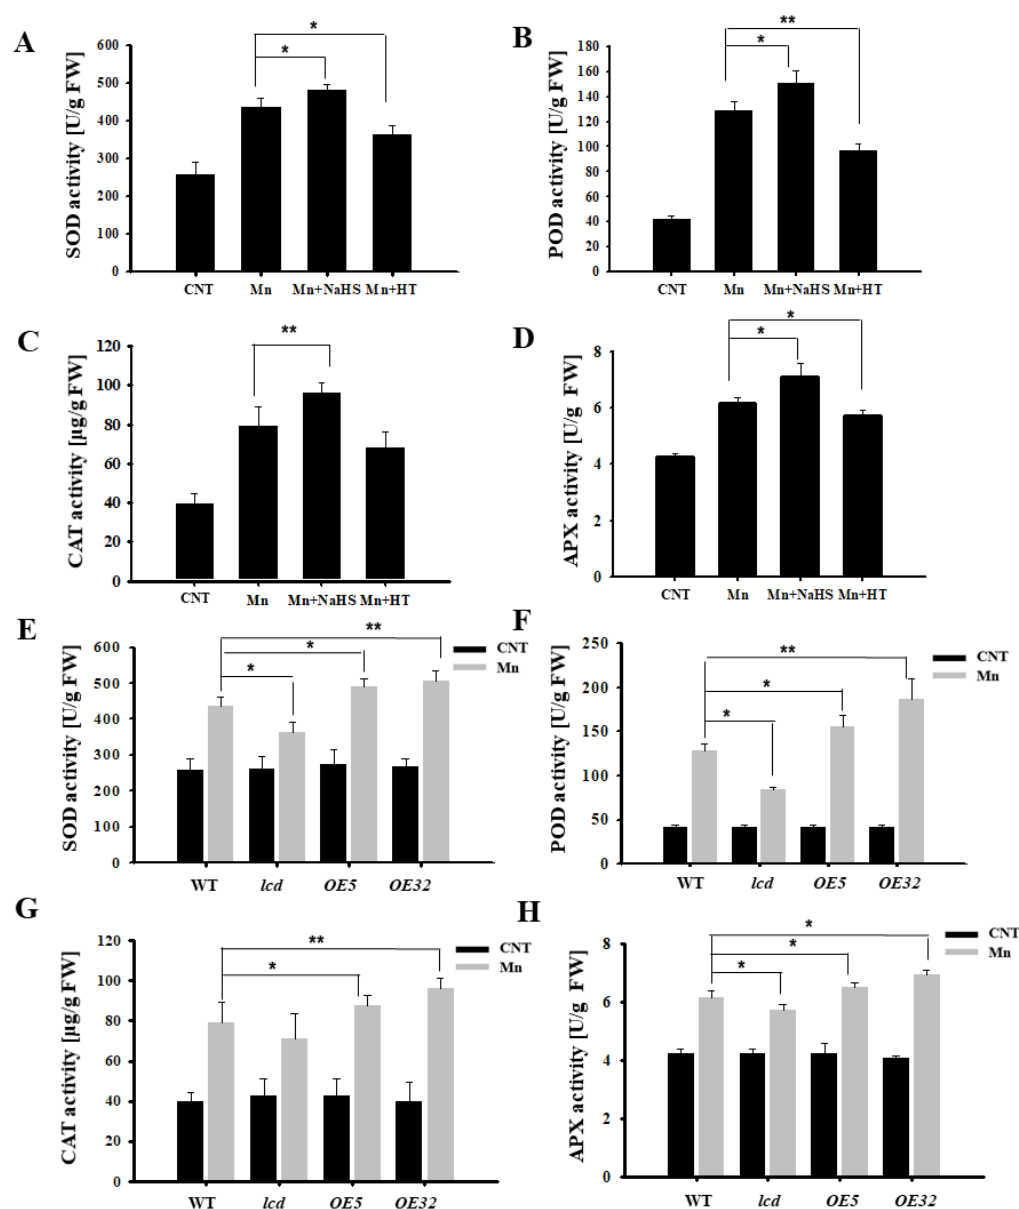 A
SOD activity [U/g FW]
600
500
400
300
200
100
0
*
*
CNT Mn Mn+NaHS Mn+HT
B
POD activity [U/g FW]
180
160
140
120
100
80
60
40
20
0
**
*
CNT Mn Mn+NaHS Mn+HT
C
CAT activity [µg/g FW]
120
100
80
60
40
20
0
**
CNT Mn Mn+NaHS Mn+HT
D
APX activity [U/g FW]
8
6
4
2
0
*
*
CNT Mn Mn+NaHS Mn+HT
E
SOD activity [U/g FW]
600
500
400
300
200
100
0
**
*
*
CNT
Mn
WT lcd OE5 OE32
F
POD activity [U/g FW]
250
200
150
100
50
0
**
*
*
CNT
Mn
WT lcd OE5 OE32
G
CAT activity [µg/g FW]
120
100
80
60
40
20
0
**
*
CNT
Mn
WT lcd OE5 OE32
H
APX activity [U/g FW]
8
6
4
2
0
*
*
*
CNT
Mn
WT lcd OE5 OE32